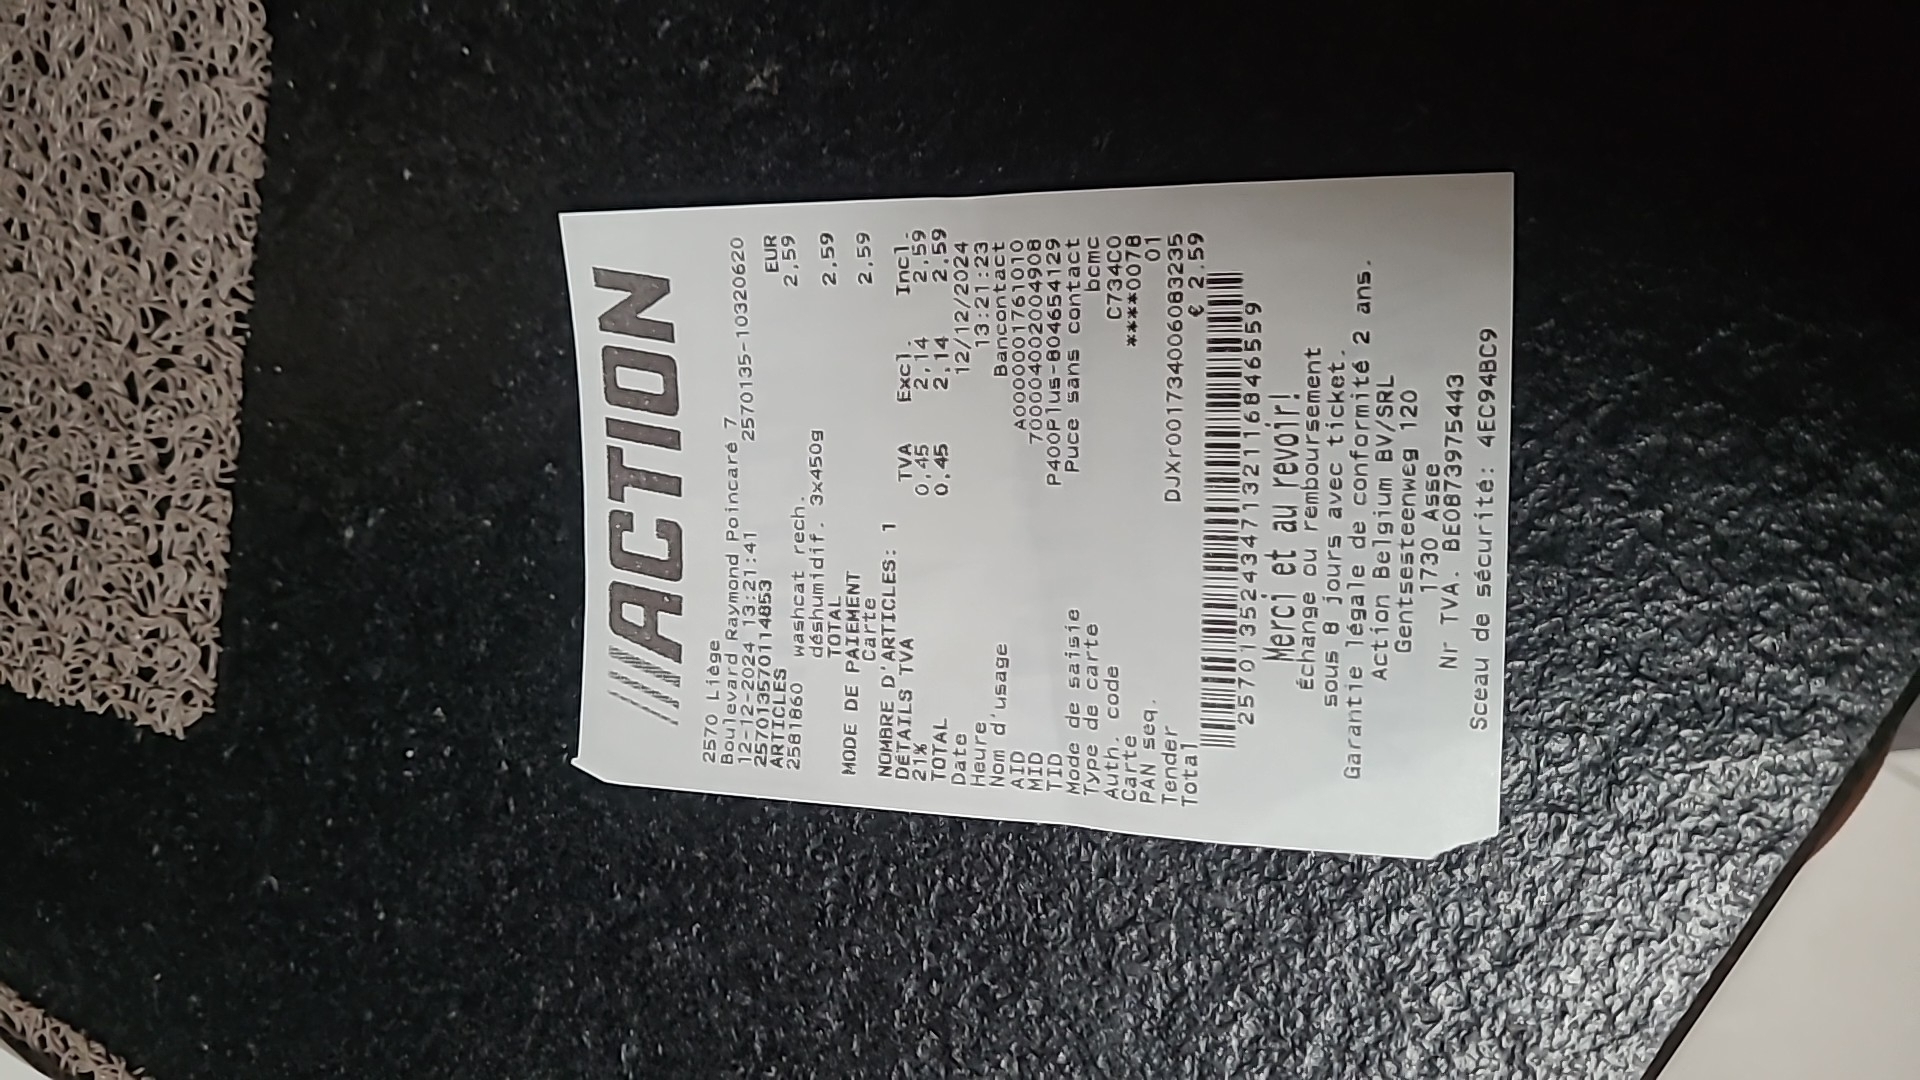 ACTION
2570 Liège
Boulevard Raymond Poincaré 7
12-12-2024 13:21:41 2570135-10320620
2570135701114853
ARTICLES EUR
2581860 washcat rech. 2,59
déshumidif. 3x450g
TOTAL 2,59
MODE DE PAIEMENT
Carte 2,59
NOMBRE D'ARTICLES: 1
DÉTAILS TVA TVA Excl. Incl.
21% 0,45 2,14 2,59
TOTAL 0,45 2,14 2,59
Date 12/12/2024
Heure 13:21:23
Nom d'usage Bancontact
AID A0000001761010
MID 700004002004908
TID P400Plus-804654129
Mode de saisie Puce sans contact
Type de carte bcmc
Auth. code C734C0
Carte ****0078
PAN seq. 01
Tender DJXr001734006083235
Total € 2.59
2570135243471321168465​59
Merci et au revoir!
Échange ou remboursement
sous 8 jours avec ticket.
Garantie légale de conformité 2 ans.
Action Belgium BV/SRL
Gentsesteenweg 120
1730 Asse
Nr TVA. BE0873975443
Sceau de sécurité: 4EC94BC9